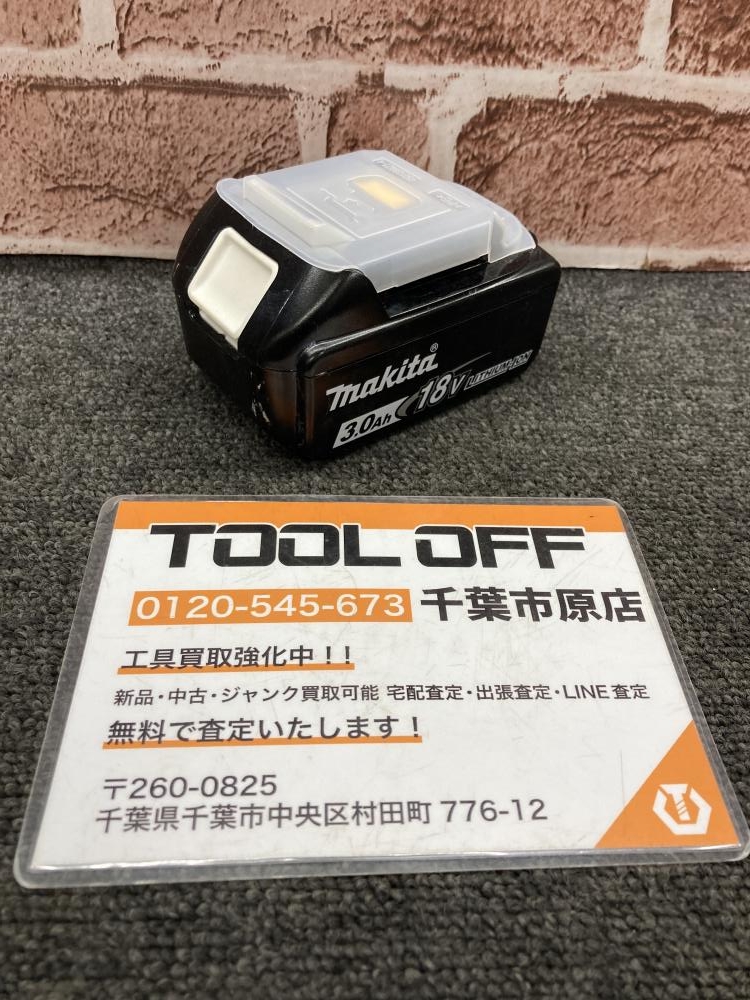 makita®
18V LITHIUM-ION
3.0Ah
TOOL OFF
0120-545-673 千葉市原店
工具買取強化中!!
新品・中古・ジャンク買取可能 宅配査定・出張査定・LINE査定
無料で査定いたします!
〒260-0825
千葉県千葉市中央区村田町 776-12